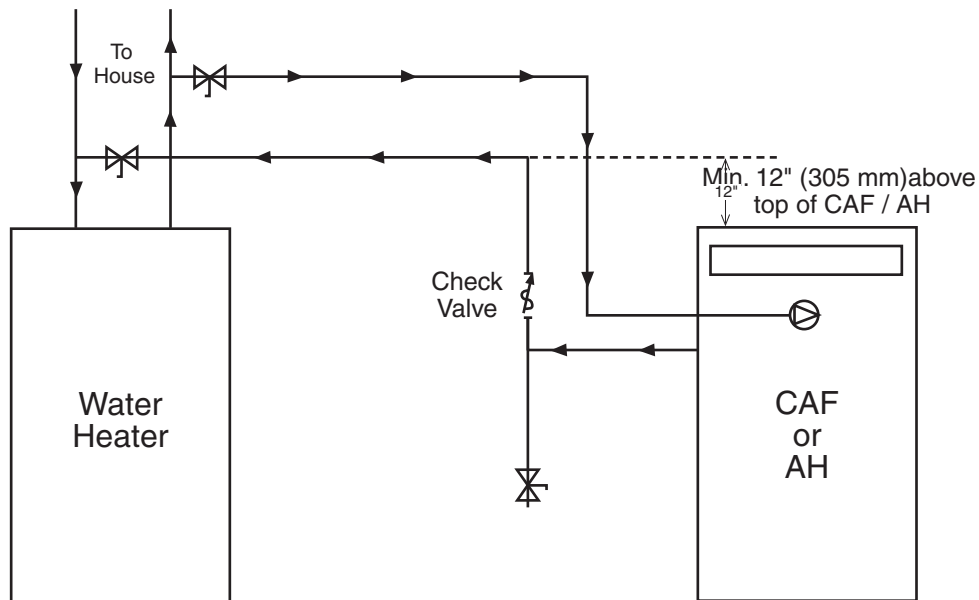 To
House
Min. 12" (305 mm)above
12"
top of CAF / AH
Check
Valve
Water
Heater
CAF
or
AH